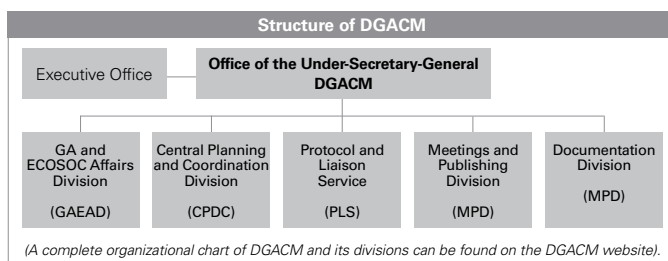 Structure of DGACM
Executive Office
Office of the Under-Secretary-General
DGACM
GA and
ECOSOC Affairs
Division
(GAEAD)
Central Planning
and Coordination
Division
(CPDC)
Protocol and
Liaison
Service
(PLS)
Meetings and
Publishing
Division
(MPD)
Documentation
Division
(MPD)
(A complete organizational chart of DGACM and its divisions can be found on the DGACM website).